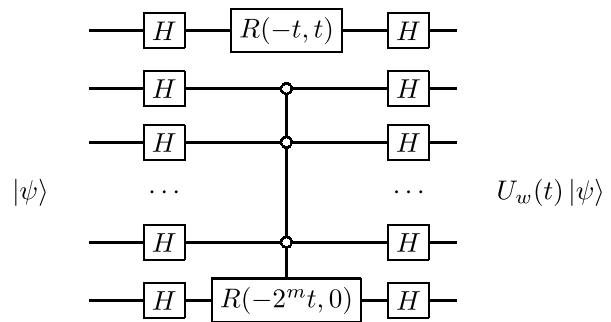 H R(−t, t) H
H H
H H
|ψ⟩ ⋯ ⋯ U_w(t) |ψ⟩
H H
H R(−2^m t, 0) H